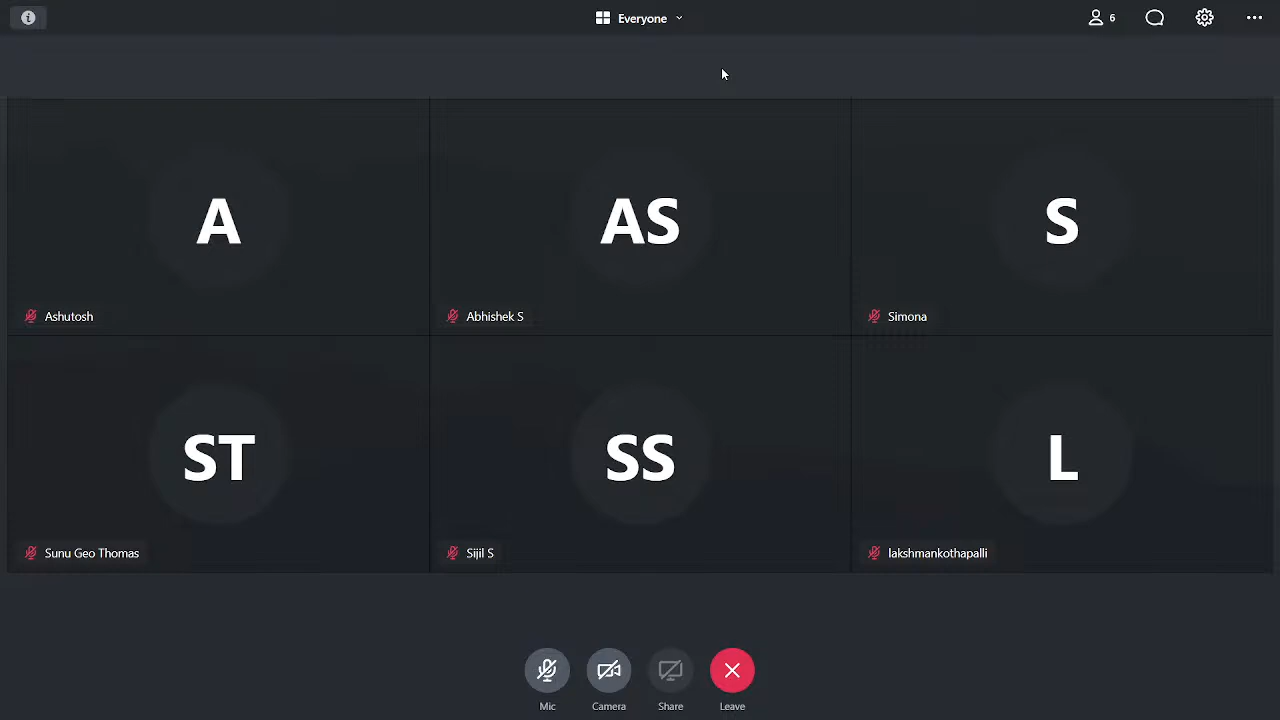 Everyone
6
A
AS
S
Ashutosh
Abhishek S
Simona
ST
SS
L
Sunu Geo Thomas
Sijil S
lakshmankothapalli
Mic
Camera
Share
Leave